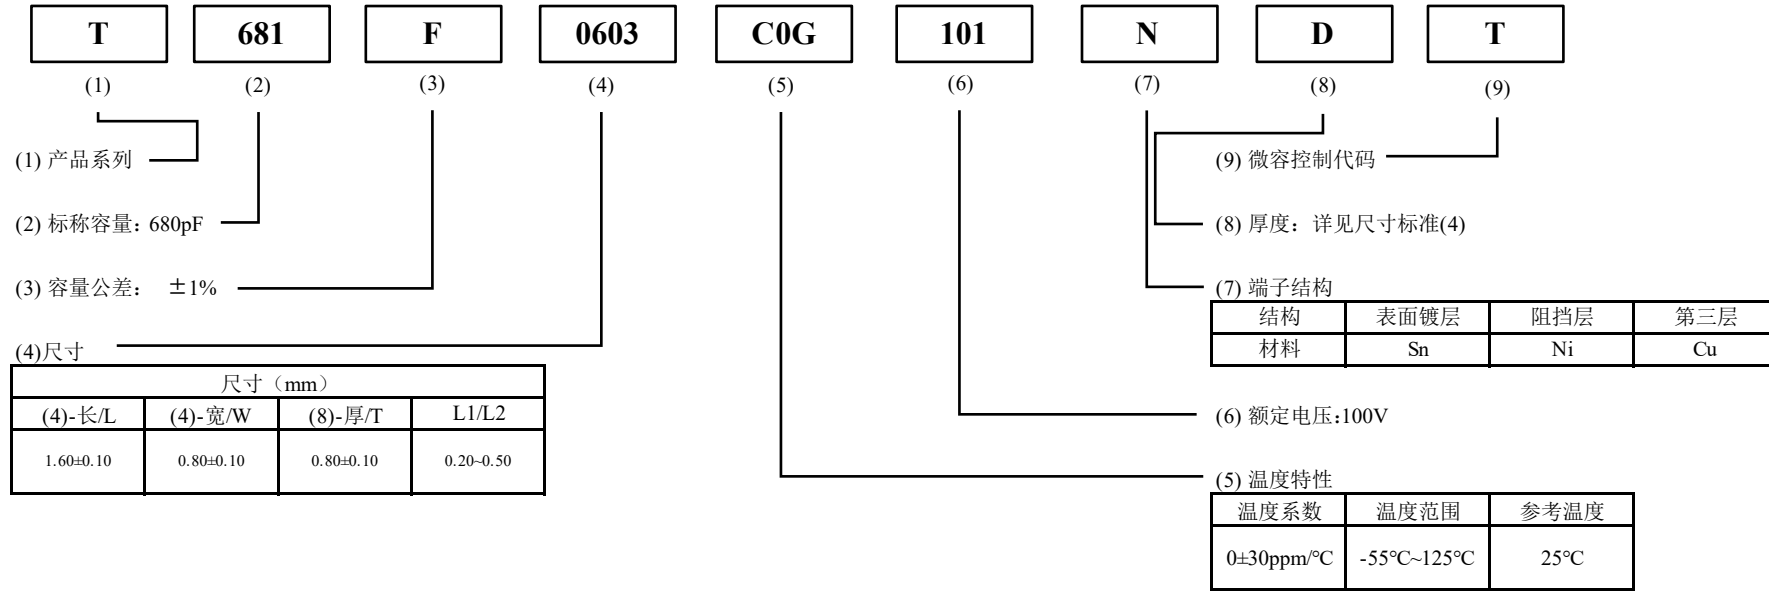 T 681 F 0603 C0G 101 N D T
(1) (2) (3) (4) (5) (6) (7) (8) (9)
(1) 产品系列
(2) 标称容量：680pF
(3) 容量公差： ±1%
(4)尺寸
尺寸（mm）
(4)-长/L (4)-宽/W (8)-厚/T L1/L2
1.60±0.10 0.80±0.10 0.80±0.10 0.20~0.50
(9) 微容控制代码
(8) 厚度：详见尺寸标准(4)
(7) 端子结构
结构 表面镀层 阻挡层 第三层
材料 Sn Ni Cu
(6) 额定电压:100V
(5) 温度特性
温度系数 温度范围 参考温度
0±30ppm/℃ -55℃~125℃ 25℃